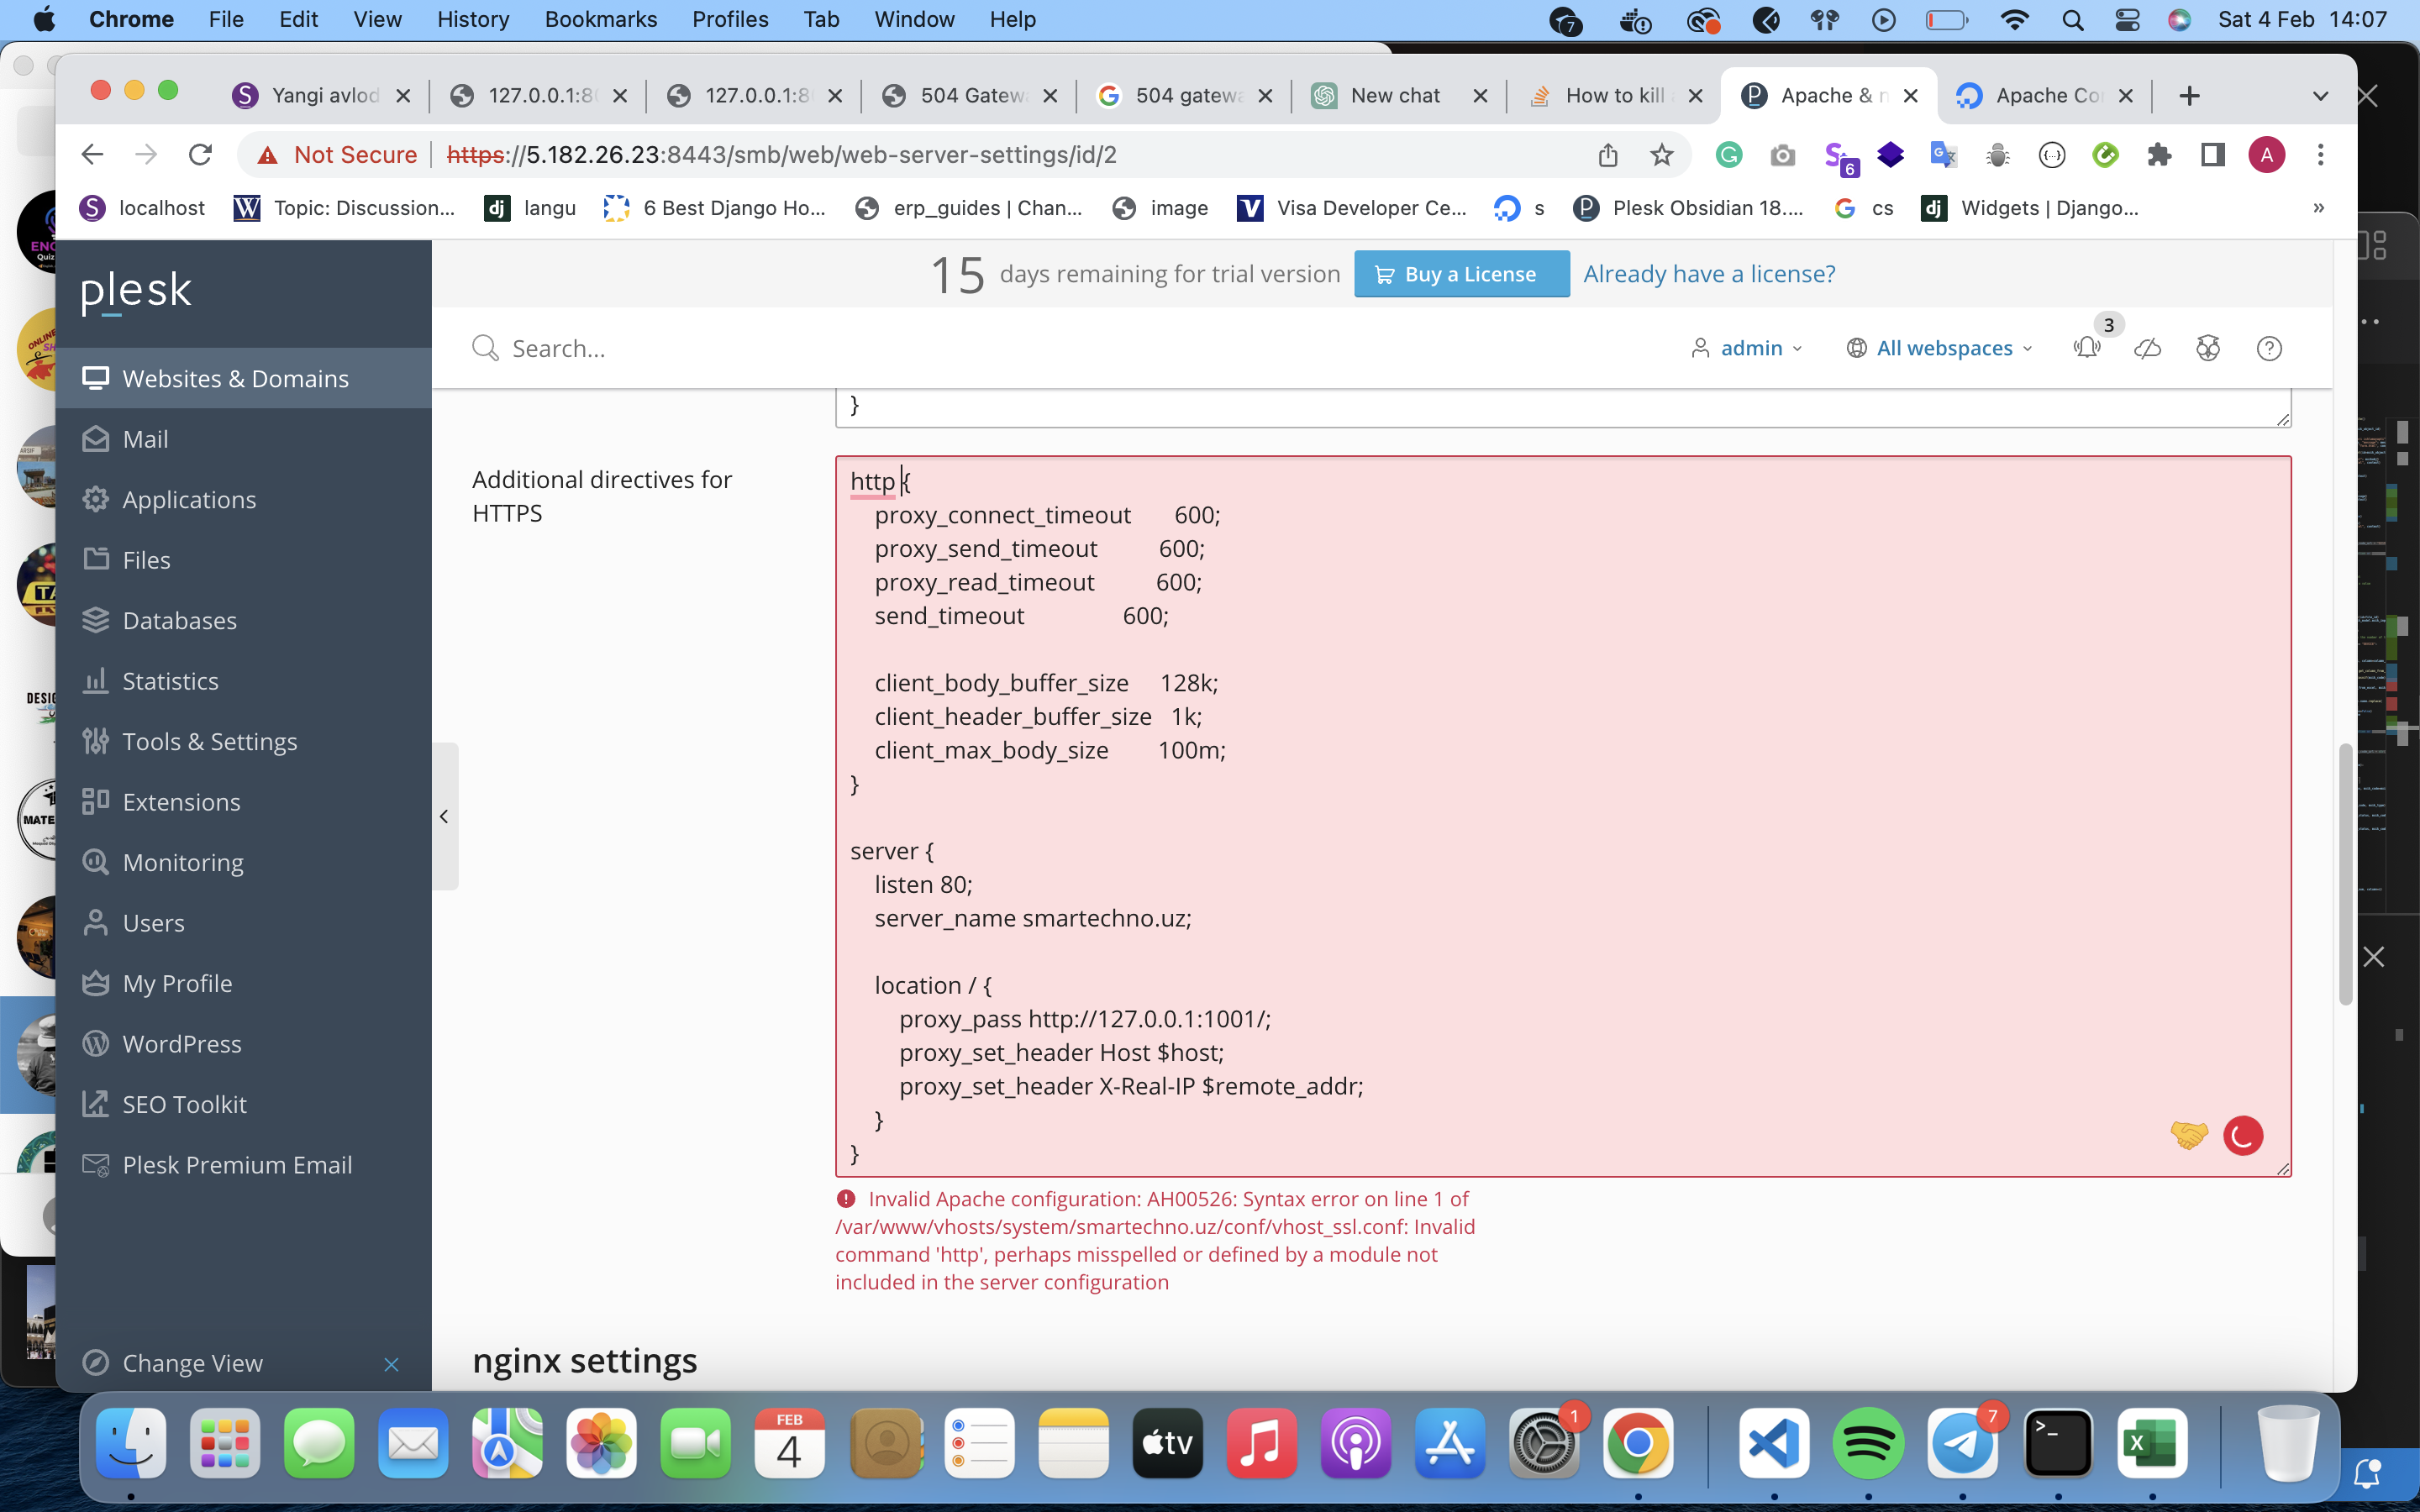 Chrome File Edit View History Bookmarks Profiles Tab Window Help 7 Sat 4 Feb 14:07
Yangi avlod 127.0.0.1:8 127.0.0.1:8 504 Gatew 504 gatew New chat How to kill Apache & n Apache Co
Not Secure https://5.182.26.23:8443/smb/web/web-server-settings/id/2 6 A
localhost Topic: Discussion... langu 6 Best Django Ho... erp_guides | Chan... image Visa Developer Ce... s Plesk Obsidian 18.... cs Widgets | Django... »
plesk
15 days remaining for trial version Buy a License Already have a license?
Search... admin All webspaces 3
Websites & Domains
Mail
Applications
Files
Databases
Statistics
Tools & Settings
Extensions
Monitoring
Users
My Profile
WordPress
SEO Toolkit
Plesk Premium Email
Change View
}
Additional directives for
HTTPS
http {
proxy_connect_timeout 600;
proxy_send_timeout 600;
proxy_read_timeout 600;
send_timeout 600;
client_body_buffer_size 128k;
client_header_buffer_size 1k;
client_max_body_size 100m;
}
server {
listen 80;
server_name smartechno.uz;
location / {
proxy_pass http://127.0.0.1:1001/;
proxy_set_header Host $host;
proxy_set_header X-Real-IP $remote_addr;
}
}
Invalid Apache configuration: AH00526: Syntax error on line 1 of
/var/www/vhosts/system/smartechno.uz/conf/vhost_ssl.conf: Invalid
command 'http', perhaps misspelled or defined by a module not
included in the server configuration
nginx settings
FEB
4
tv
1
7